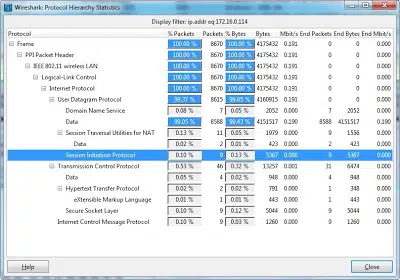 Wireshark: Protocol Hierarchy Statistics
Display filter: ip.addr eq 172.16.0.114
Protocol % Packets Packets % Bytes Bytes Mbit/s End Packets End Bytes End Mbit/s
Frame 100.00 % 8670 100.00 % 4175432 0.191 0 0 0.000
PPI Packet Header 100.00 % 8670 100.00 % 4175432 0.191 0 0 0.000
IEEE 802.11 wireless LAN 100.00 % 8670 100.00 % 4175432 0.191 0 0 0.000
Logical-Link Control 100.00 % 8670 100.00 % 4175432 0.191 0 0 0.000
Internet Protocol 100.00 % 8670 100.00 % 4175432 0.191 0 0 0.000
User Datagram Protocol 99.37 % 8615 99.65 % 4160915 0.191 0 0 0.000
Domain Name Service 0.08 % 7 0.05 % 2052 0.000 7 2052 0.000
Data 99.05 % 8588 99.43 % 4151517 0.190 8588 4151517 0.190
Session Traversal Utilities for NAT 0.13 % 11 0.05 % 1979 0.000 9 1556 0.000
Data 0.02 % 2 0.01 % 423 0.000 2 423 0.000
Session Initiation Protocol 0.10 % 9 0.13 % 5367 0.000 9 5367 0.000
Transmission Control Protocol 0.53 % 46 0.32 % 13257 0.001 31 6474 0.000
Data 0.05 % 4 0.02 % 948 0.000 4 948 0.000
Hypertext Transfer Protocol 0.02 % 2 0.02 % 791 0.000 1 348 0.000
eXtensible Markup Language 0.01 % 1 0.01 % 443 0.000 1 443 0.000
Secure Socket Layer 0.10 % 9 0.12 % 5044 0.000 9 5044 0.000
Internet Control Message Protocol 0.10 % 9 0.03 % 1260 0.000 9 1260 0.000
Help Close